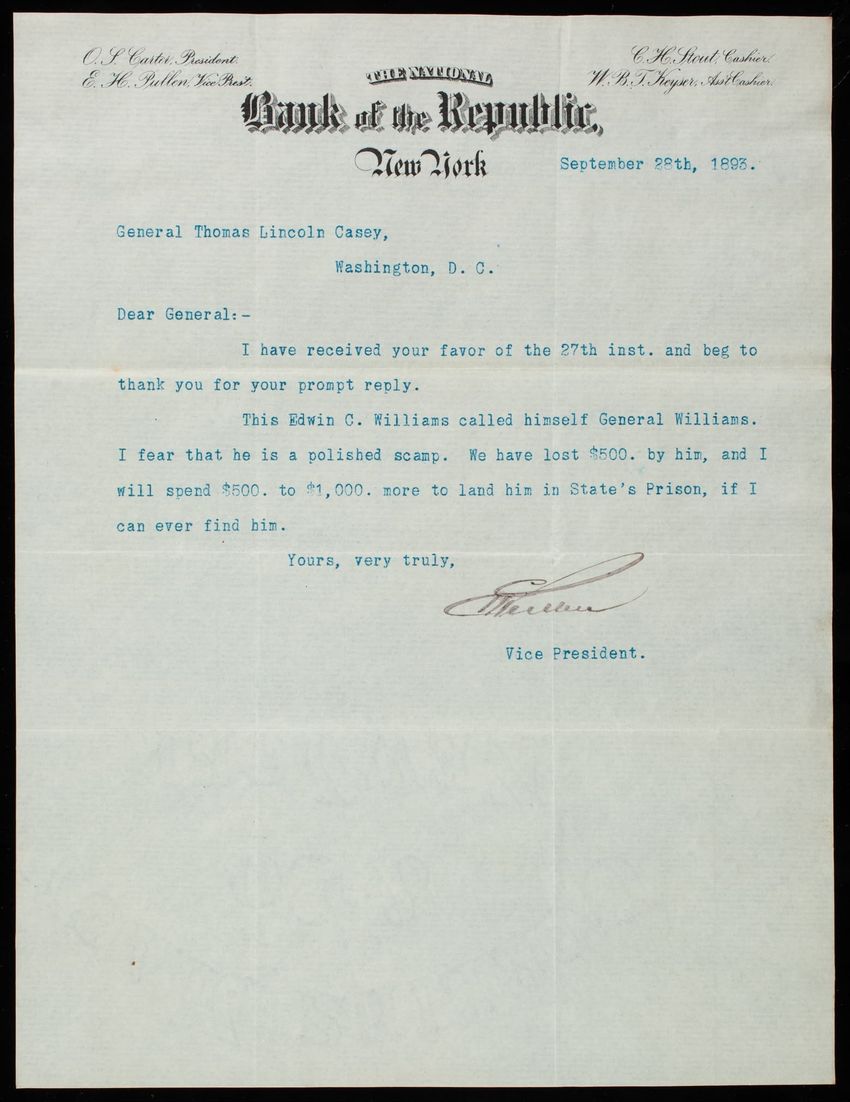 O. S. Carter, President.
E. H. Pullen, Vice Prest.
C. H. Stout, Cashier.
W. B. T. Keyser, Asst Cashier.
THE NATIONAL
Bank of the Republic,
New York
September 28th, 1893.
General Thomas Lincoln Casey,
Washington, D. C.
Dear General:-
I have received your favor of the 27th inst. and beg to
thank you for your prompt reply.
This Edwin C. Williams called himself General Williams.
I fear that he is a polished scamp. We have lost $500. by him, and I
will spend $500. to $1,000. more to land him in State's Prison, if I
can ever find him.
Yours, very truly,
EHPullen
Vice President.